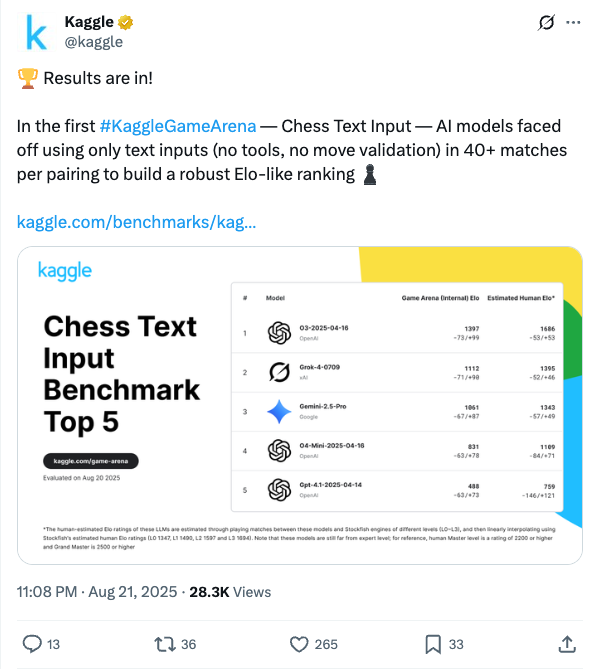 Kaggle
@kaggle
🏆 Results are in!
In the first #KaggleGameArena — Chess Text Input — AI models faced
off using only text inputs (no tools, no move validation) in 40+ matches
per pairing to build a robust Elo-like ranking ♟️
kaggle.com/benchmarks/kag...
kaggle
Chess Text
Input
Benchmark
Top 5
kaggle.com/game-arena
Evaluated on Aug 20 2025
# Model Game Arena (Internal) Elo Estimated Human Elo*
1 O3-2025-04-16 1397 1686
OpenAI -73/+99 -53/+53
2 Grok-4-0709 1112 1395
xAI -71/+90 -52/+46
3 Gemini-2.5-Pro 1061 1343
Google -67/+87 -57/+49
4 O4-Mini-2025-04-16 831 1109
OpenAI -63/+78 -84/+71
5 Gpt-4.1-2025-04-14 488 759
OpenAI -63/+73 -146/+121
*The human-estimated Elo ratings of these LLMs are estimated through playing matches between these models and Stockfish engines of different levels (L0-L3), and then linearly interpolating using
Stockfish's estimated human Elo ratings (L0 1347, L1 1490, L2 1597 and L3 1694). Note that these models are still far from expert level; for reference, human Master level is a rating of 2200 or higher
and Grand Master is 2500 or higher
11:08 PM · Aug 21, 2025 · 28.3K Views
13 36 265 33